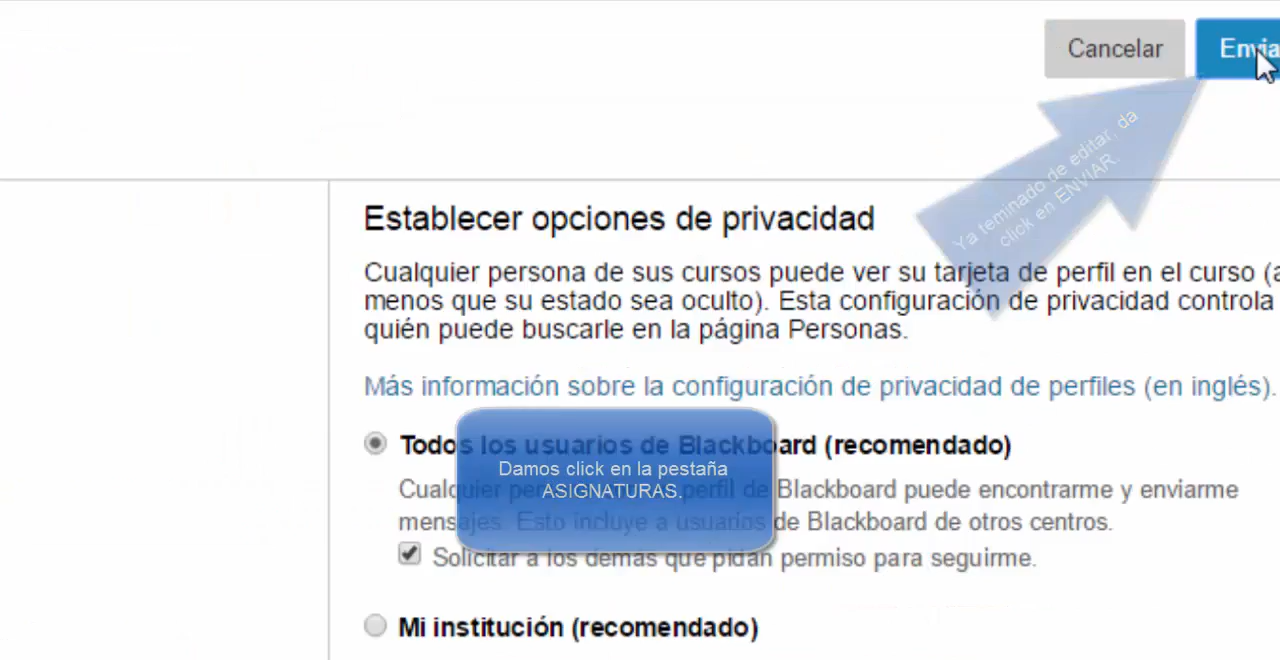 Cancelar
Envia
Ya teminado de editar, da
click en ENVIAR.
Establecer opciones de privacidad
Cualquier persona de sus cursos puede ver su tarjeta de perfil en el curso (a
menos que su estado sea oculto). Esta configuración de privacidad controla
quién puede buscarle en la página Personas.
Más información sobre la configuración de privacidad de perfiles (en inglés).
Todos los usuarios de Blackboard (recomendado)
Damos click en la pestaña
ASIGNATURAS.
Cualquier perfil de Blackboard puede encontrarme y enviarme
mensajes. Esto incluye a usuarios de Blackboard de otros centros.
Solicitar a los demás que pidan permiso para seguirme.
Mi institución (recomendado)